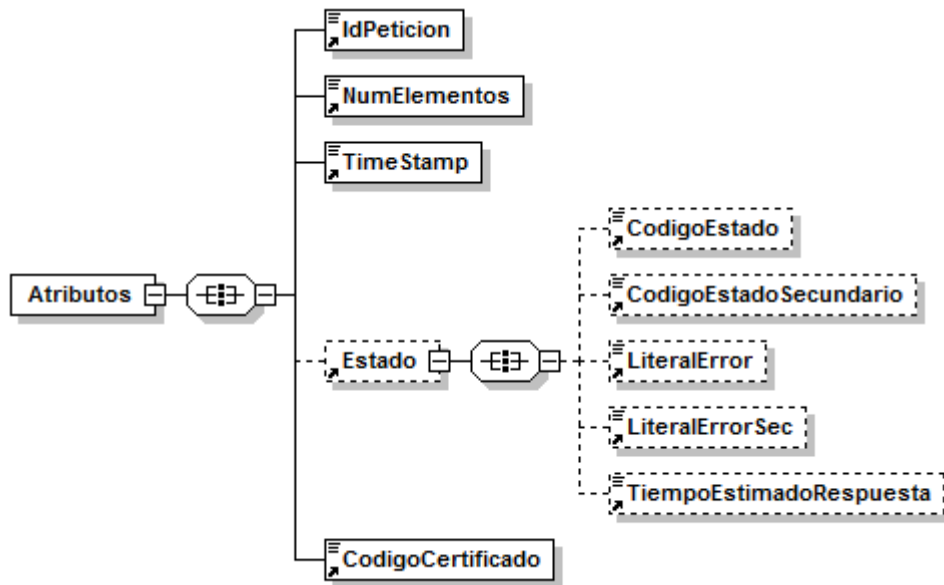 IdPeticion
NumElementos
TimeStamp
CodigoEstado
CodigoEstadoSecundario
Atributos
Estado
LiteralError
LiteralErrorSec
TiempoEstimadoRespuesta
CodigoCertificado